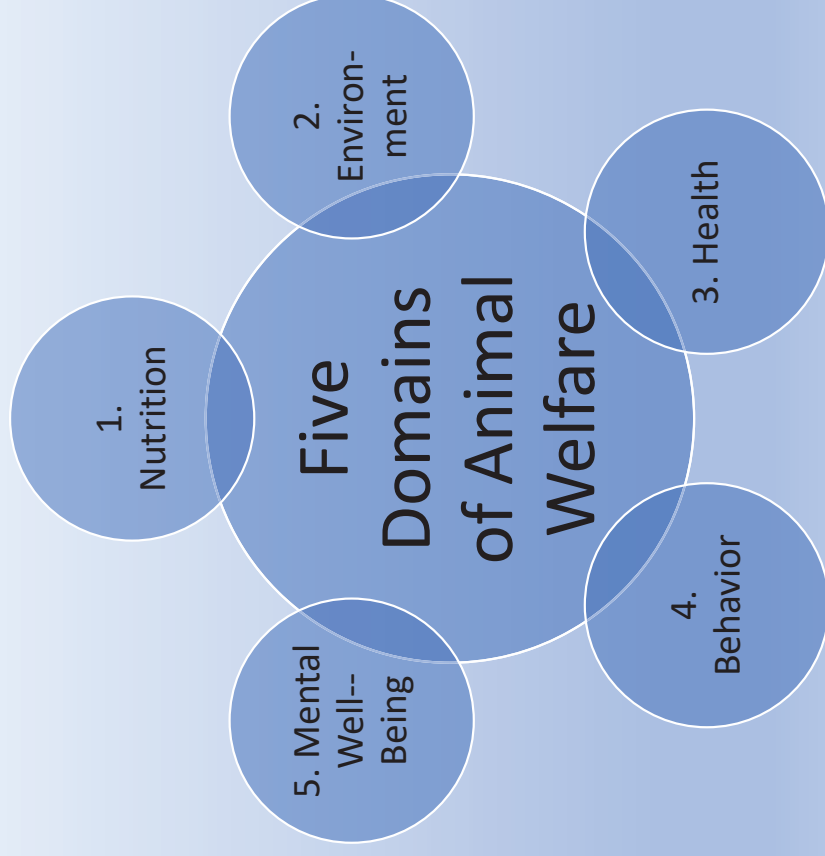 Five
Domains
of Animal
Welfare
1.
Nutrition
2.
Environ-
ment
3. Health
4.
Behavior
5. Mental
Well--
Being